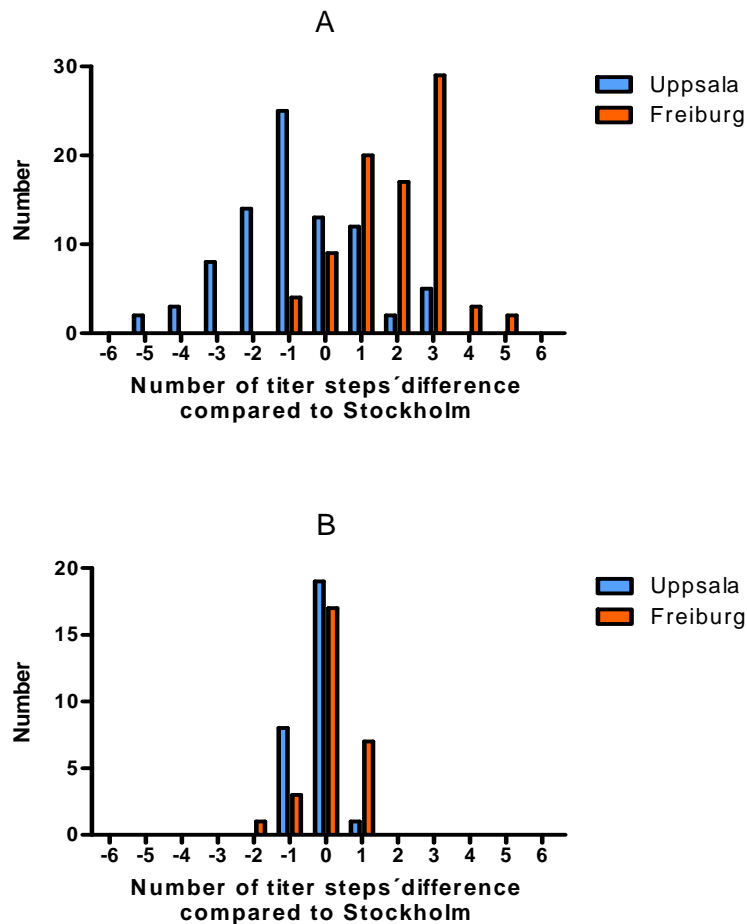 A
Number
30
20
10
0
-6 -5 -4 -3 -2 -1 0 1 2 3 4 5 6
Number of titer steps´difference
compared to Stockholm
Uppsala
Freiburg
B
Number
20
15
10
5
0
-6 -5 -4 -3 -2 -1 0 1 2 3 4 5 6
Number of titer steps´difference
compared to Stockholm
Uppsala
Freiburg